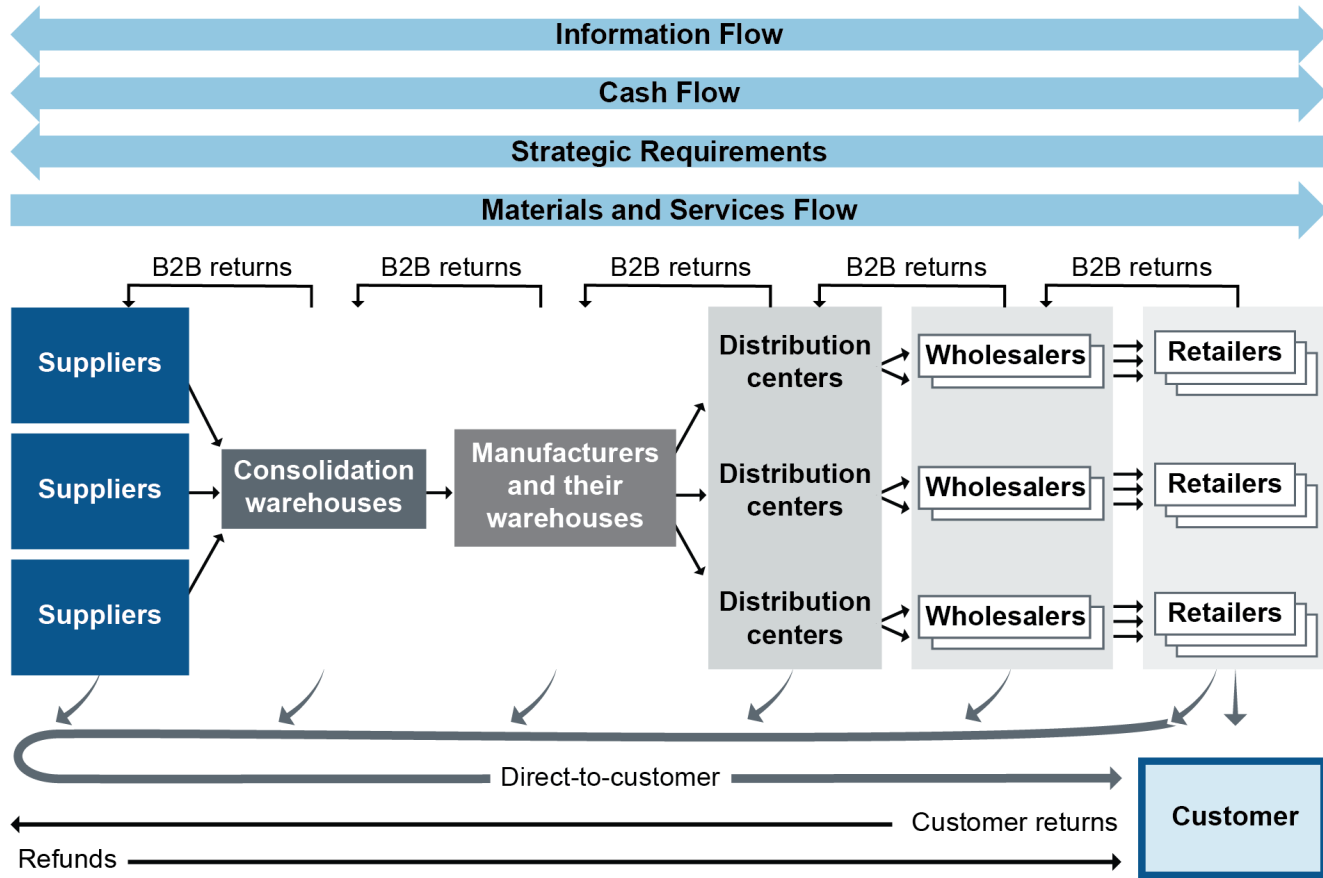 Information Flow
Cash Flow
Strategic Requirements
Materials and Services Flow
B2B returns
B2B returns
B2B returns
B2B returns
B2B returns
Suppliers
Suppliers
Suppliers
Consolidation
warehouses
Manufacturers
and their
warehouses
Distribution
centers
Distribution
centers
Distribution
centers
Wholesalers
Wholesalers
Wholesalers
Retailers
Retailers
Retailers
Direct-to-customer
Customer
Customer returns
Refunds